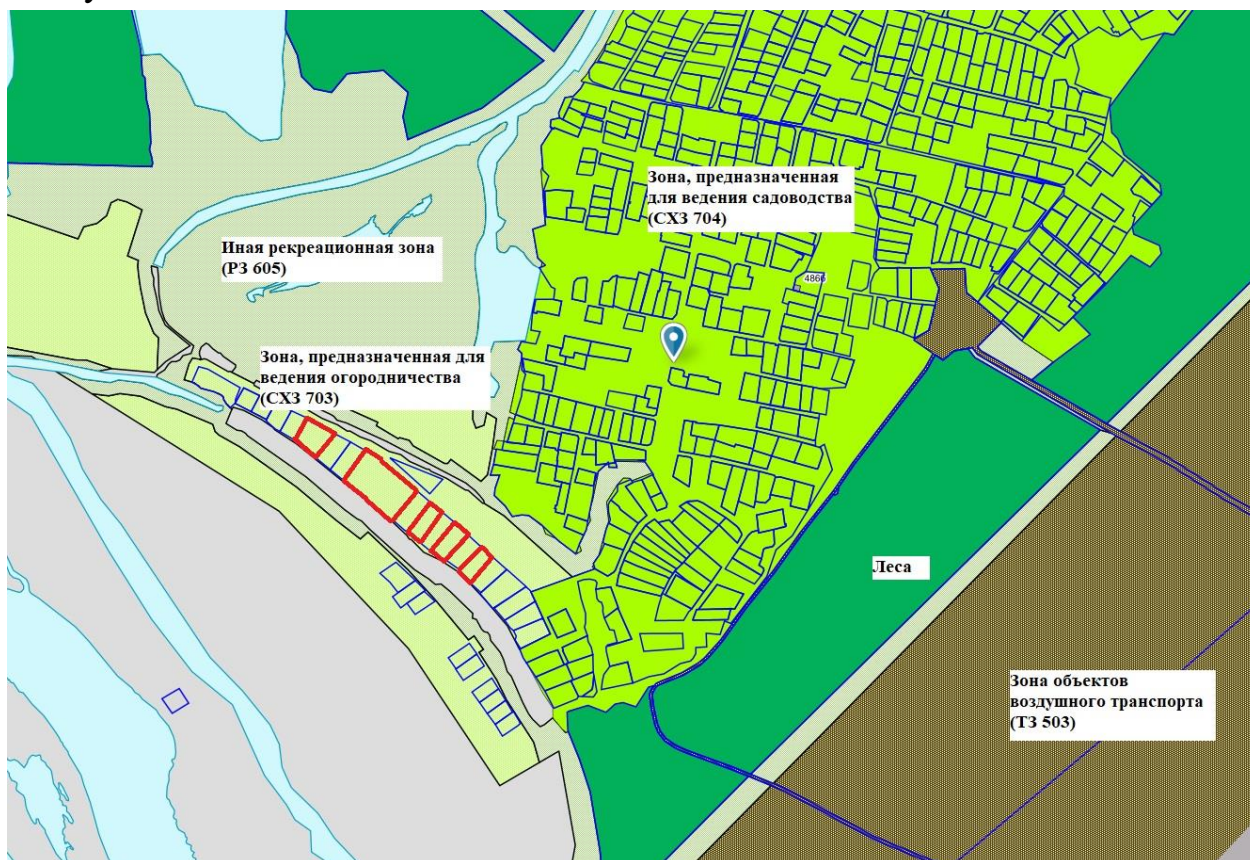 Зона, предназначенная
для ведения садоводства
(СХЗ 704)
Иная рекреационная зона
(РЗ 605)
4866
Зона, предназначенная для
ведения огородничества
(СХЗ 703)
Леса
Зона объектов
воздушного транспорта
(ТЗ 503)